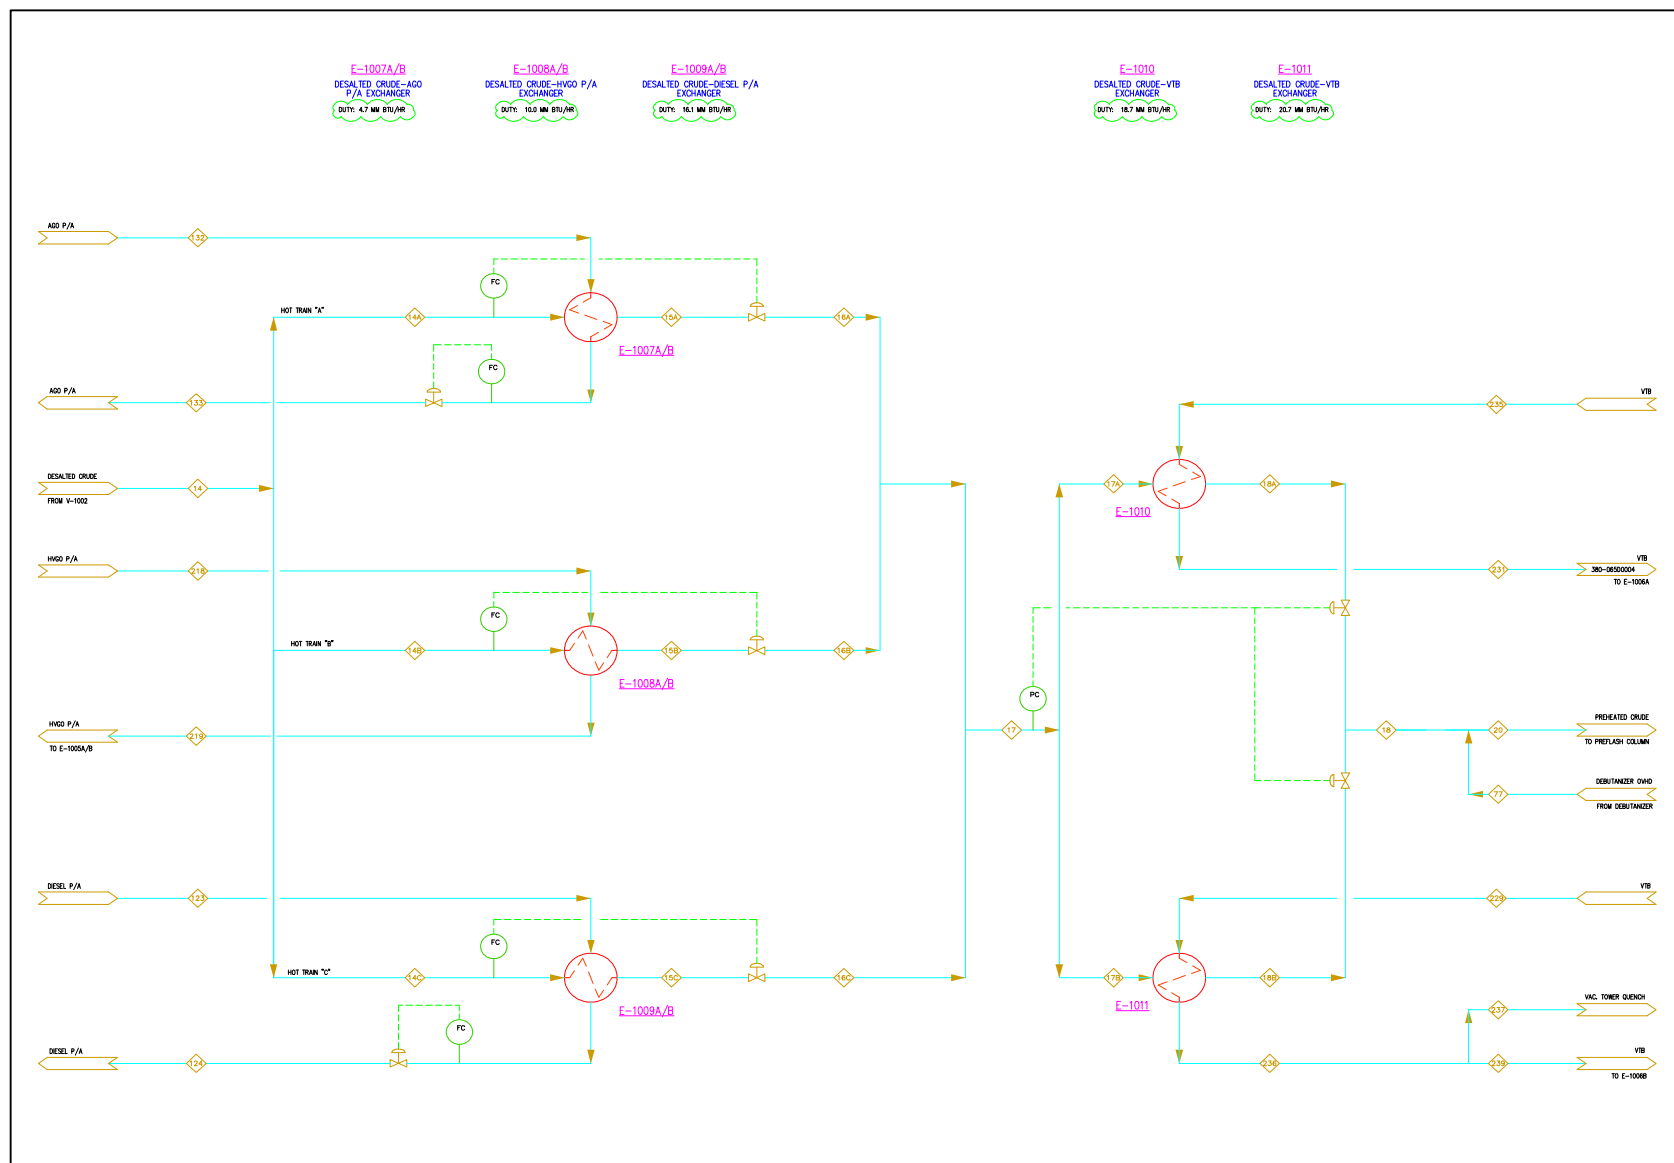 E-1007A/B
DESALTED CRUDE-AGO
P/A EXCHANGER
DUTY: 4.7 MM BTU/HR
E-1008A/B
DESALTED CRUDE-HVGO P/A
EXCHANGER
DUTY: 10.0 MM BTU/HR
E-1009A/B
DESALTED CRUDE-DIESEL P/A
EXCHANGER
DUTY: 16.1 MM BTU/HR
E-1010
DESALTED CRUDE-VTB
EXCHANGER
DUTY: 18.7 MM BTU/HR
E-1011
DESALTED CRUDE-VTB
EXCHANGER
DUTY: 20.7 MM BTU/HR
AGO P/A
132
FC
HOT TRAIN "A"
14A
15A
16A
E-1007A/B
FC
AGO P/A
133
VTB
235
DESALTED CRUDE
14
FROM V-1002
17A
18A
E-1010
HVGO P/A
218
VTB
231
380-065D0004
TO E-1006A
FC
HOT TRAIN "B"
14B
15B
16B
E-1008A/B
PC
HVGO P/A
219
TO E-1005A/B
17
18
20
PREHEATED CRUDE
TO PREFLASH COLUMN
DEBUTANIZER OVHD
77
FROM DEBUTANIZER
DIESEL P/A
123
VTB
229
FC
HOT TRAIN "C"
14C
15C
16C
17B
18B
E-1009A/B
E-1011
VAC. TOWER QUENCH
237
FC
DIESEL P/A
124
236
239
VTB
TO E-1006B